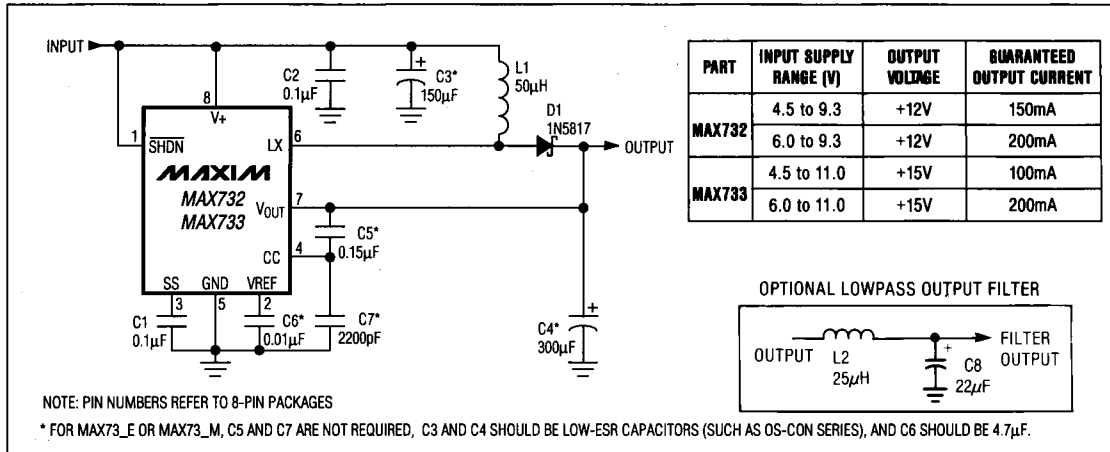 INPUT
C2
0.1μF
C3*
150μF
L1
50μH
D1
1N5817
OUTPUT
8
V+
1
SHDN
LX
6
MAXIM
MAX732
MAX733
VOUT
7
CC
4
C5*
0.15μF
SS
GND
VREF
3
5
2
C1
0.1μF
C6*
0.01μF
C7*
2200pF
C4*
300μF
PART INPUT SUPPLY RANGE (V) OUTPUT VOLTAGE GUARANTEED OUTPUT CURRENT
MAX732 4.5 to 9.3 +12V 150mA
6.0 to 9.3 +12V 200mA
MAX733 4.5 to 11.0 +15V 100mA
6.0 to 11.0 +15V 200mA
OPTIONAL LOWPASS OUTPUT FILTER
OUTPUT
L2
25μH
C8
22μF
FILTER
OUTPUT
NOTE: PIN NUMBERS REFER TO 8-PIN PACKAGES
* FOR MAX73_E OR MAX73_M, C5 AND C7 ARE NOT REQUIRED, C3 AND C4 SHOULD BE LOW-ESR CAPACITORS (SUCH AS OS-CON SERIES), AND C6 SHOULD BE 4.7μF.